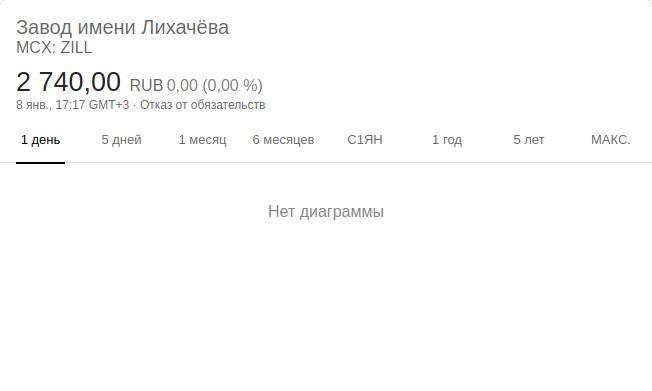 Завод имени Лихачёва
MCX: ZILL
2 740,00 RUB 0,00 (0,00 %)
8 янв., 17:17 GMT+3 · Отказ от обязательств
1 день 5 дней 1 месяц 6 месяцев С1ЯН 1 год 5 лет МАКС.
Нет диаграммы